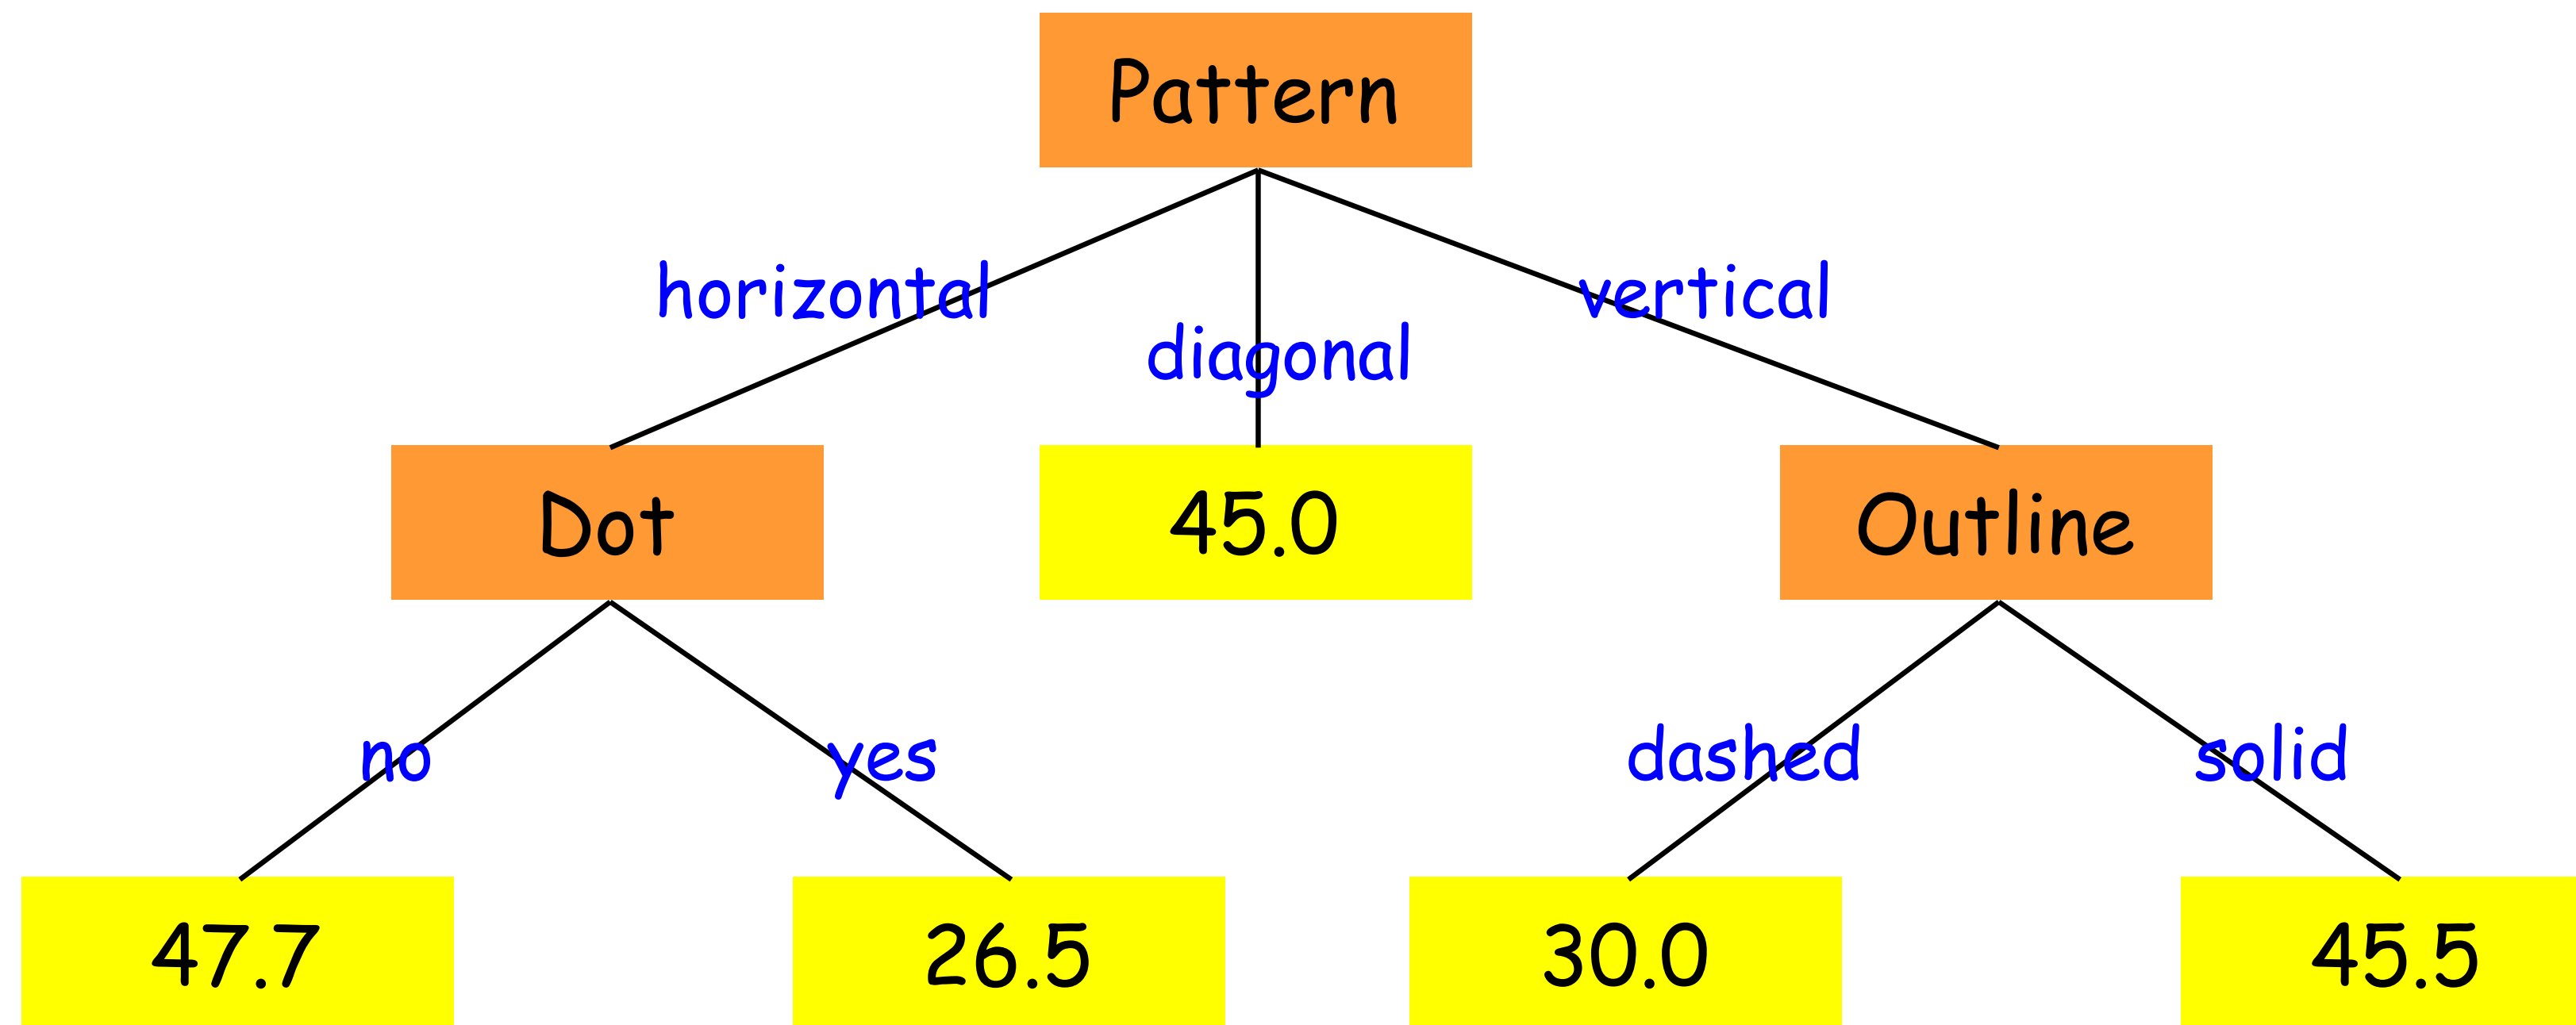 Pattern
horizontal
diagonal
vertical
Dot
45.0
Outline
no
yes
dashed
solid
47.7
26.5
30.0
45.5